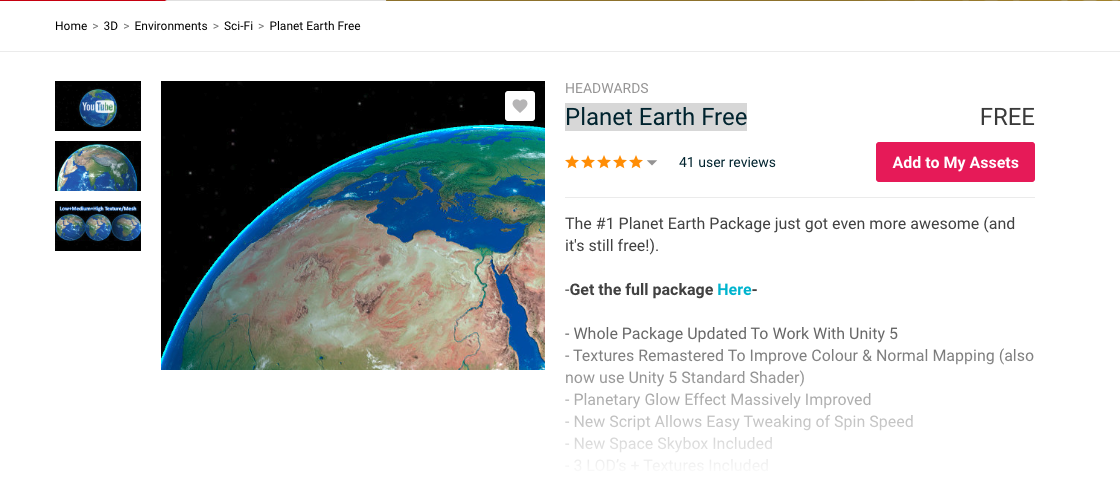 Home > 3D > Environments > Sci-Fi > Planet Earth Free
You Tube
Low+Medium+High Texture/Mesh
HEADWARDS
Planet Earth Free
FREE
41 user reviews
Add to My Assets
The #1 Planet Earth Package just got even more awesome (and
it's still free!).
-Get the full package Here-
- Whole Package Updated To Work With Unity 5
- Textures Remastered To Improve Colour & Normal Mapping (also
now use Unity 5 Standard Shader)
- Planetary Glow Effect Massively Improved
- New Script Allows Easy Tweaking of Spin Speed
- New Space Skybox Included
- 3 LOD's + Textures Included